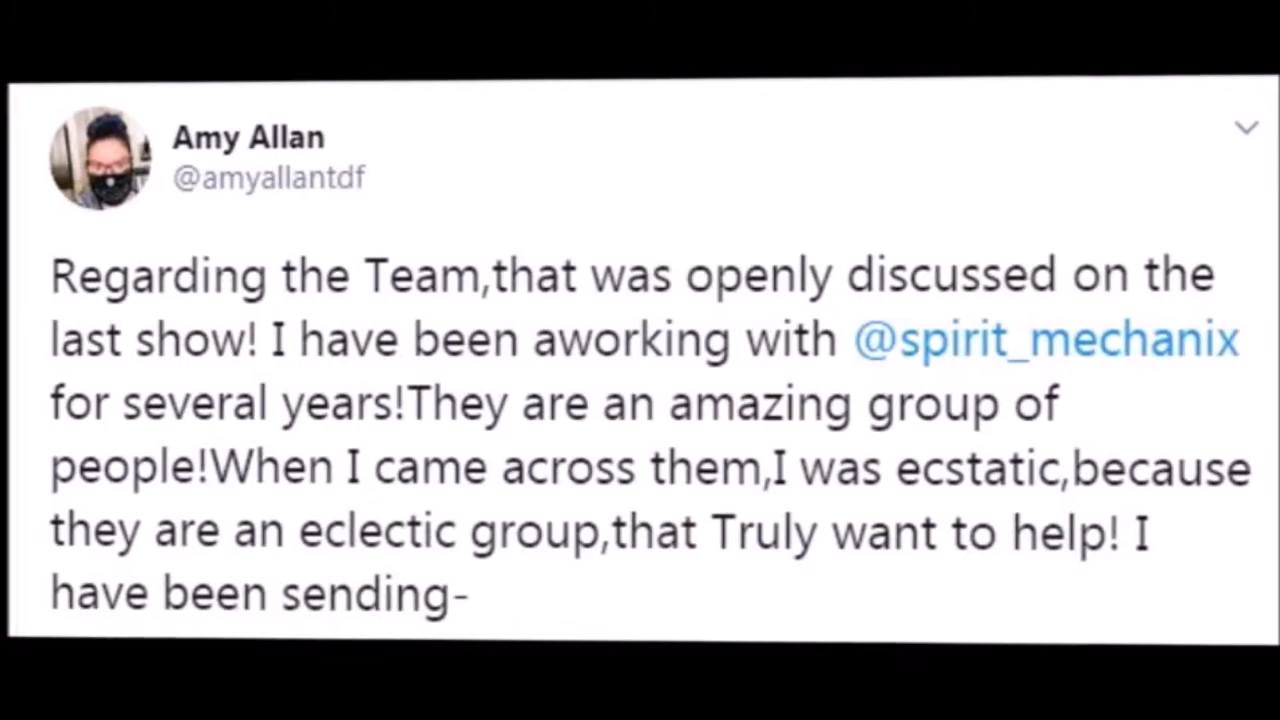 Amy Allan
@amyallantdf
Regarding the Team,that was openly discussed on the
last show! I have been aworking with @spirit_mechanix
for several years!They are an amazing group of
people!When I came across them,I was ecstatic,because
they are an eclectic group,that Truly want to help! I
have been sending-